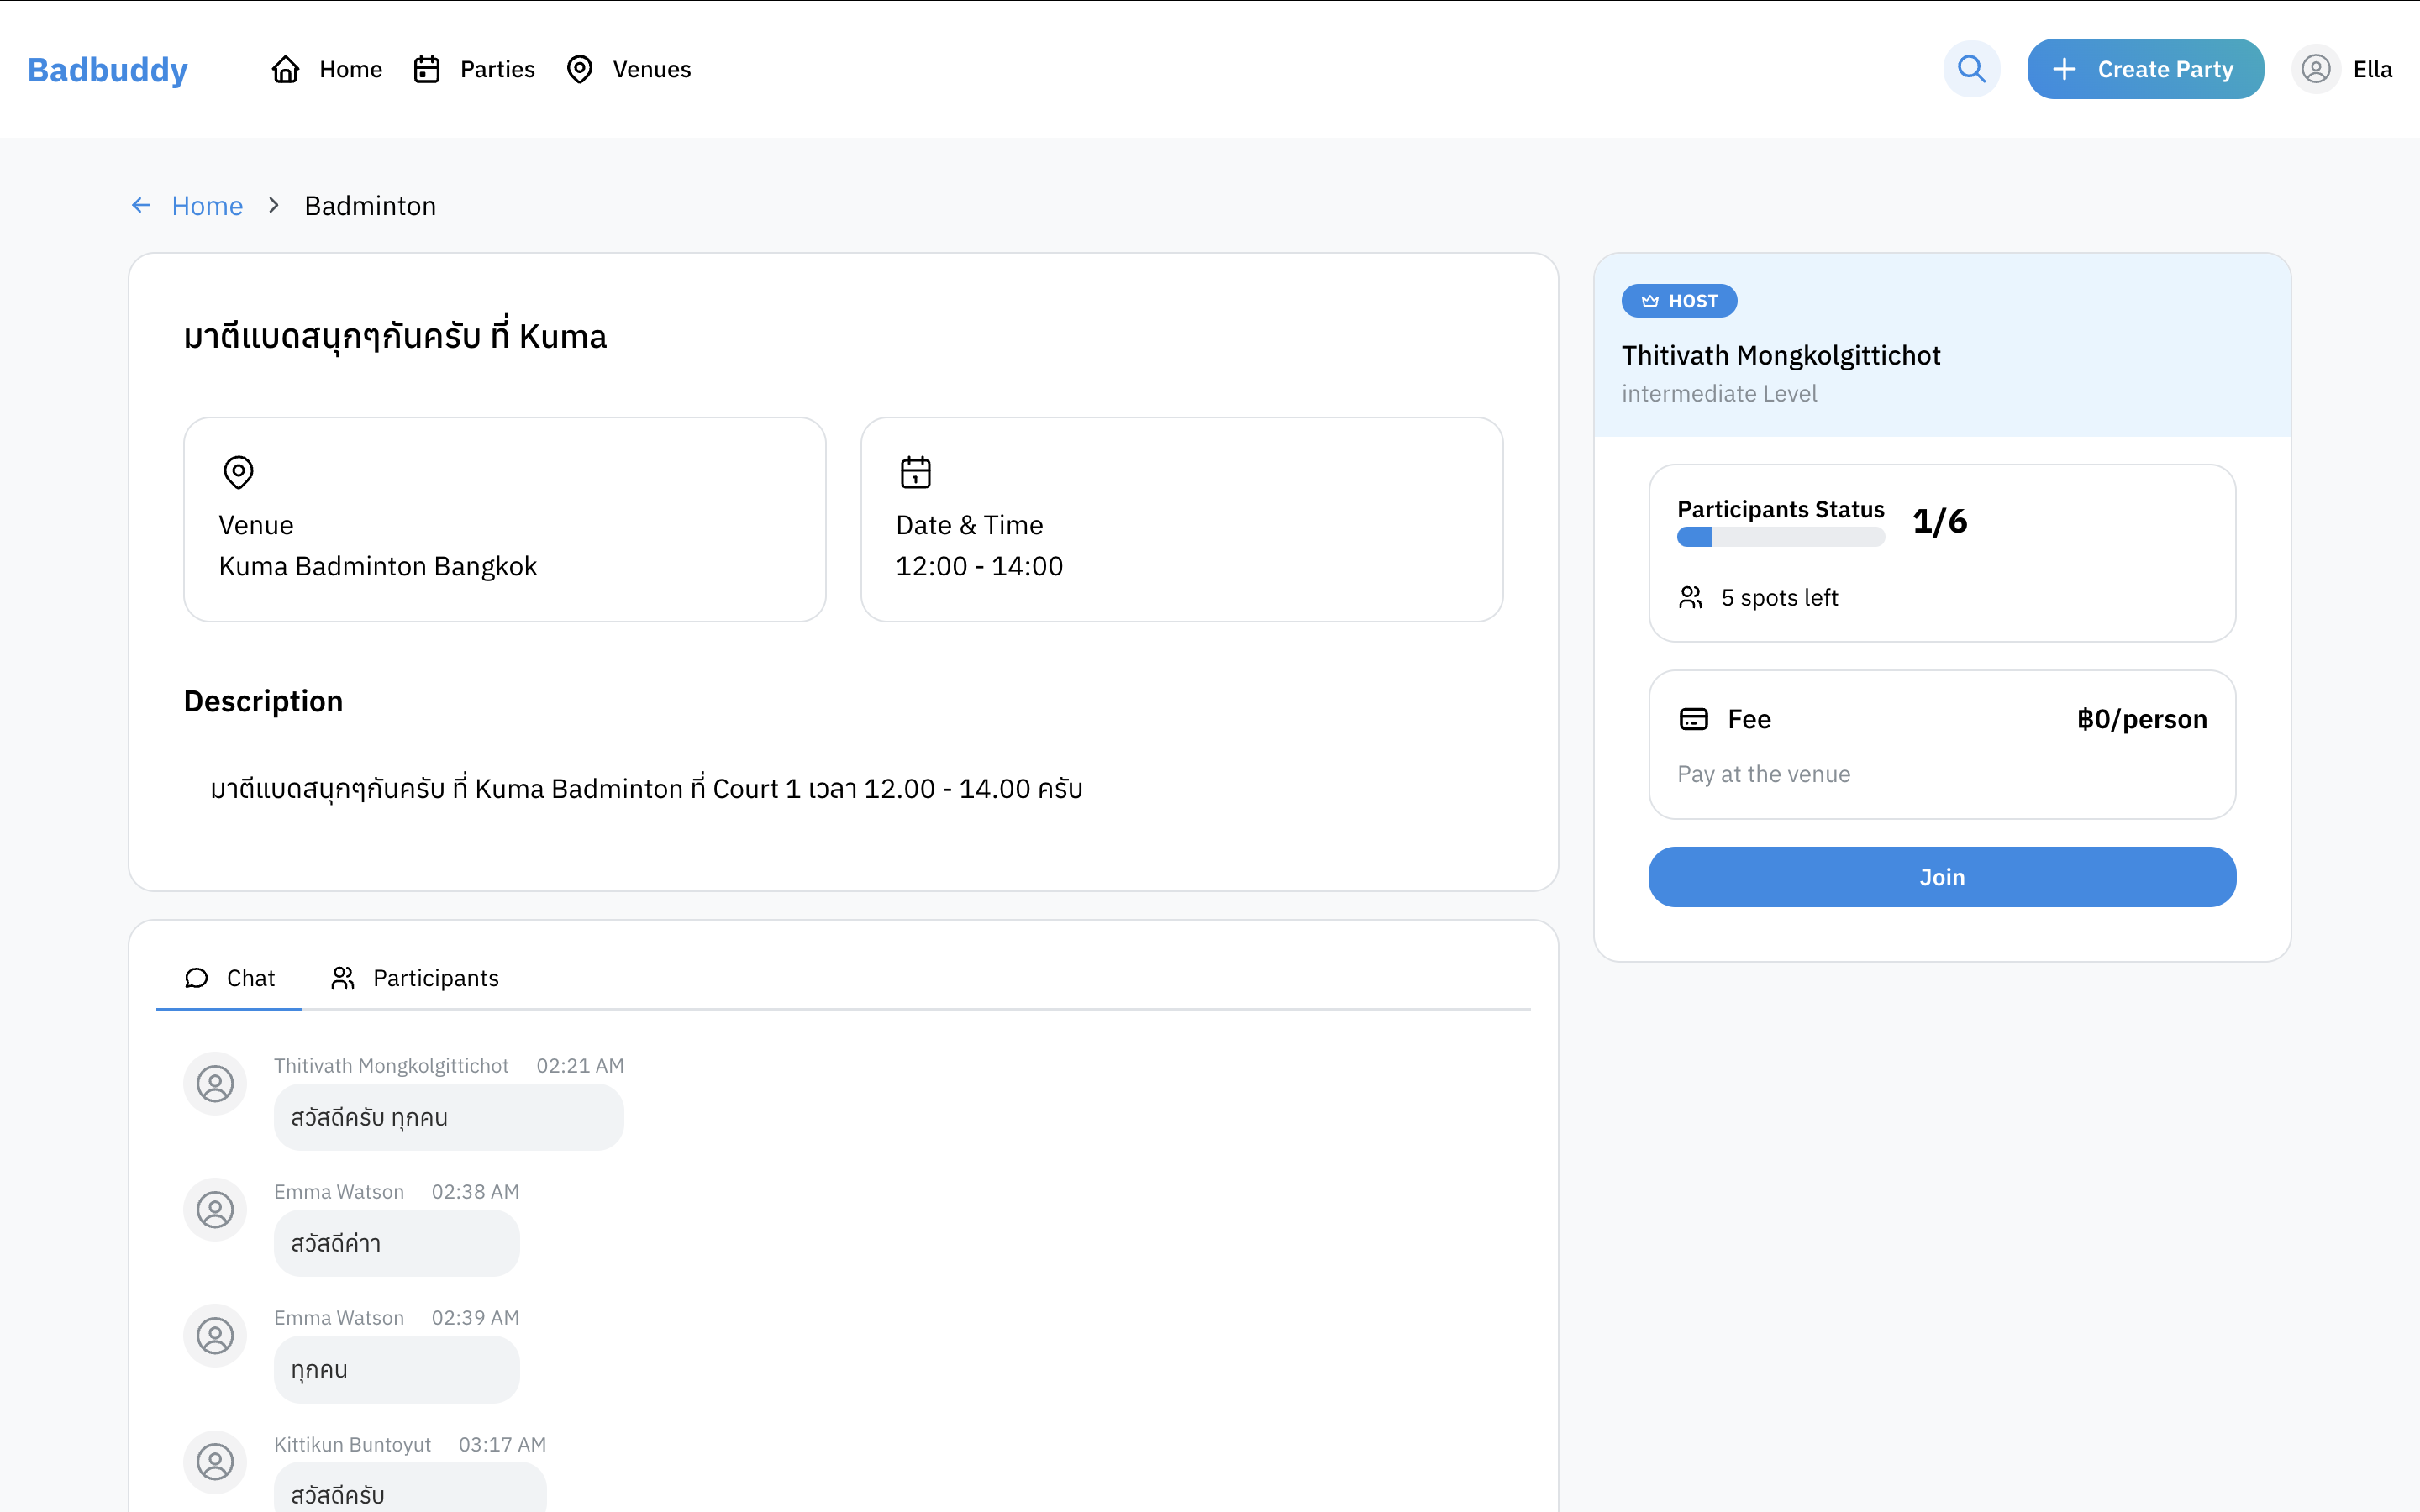 Badbuddy
Home
Parties
Venues
Create Party
Ella
Home
Badminton
มาตีแบดสนุกๆกันครับ ที่ Kuma
Venue
Kuma Badminton Bangkok
Date & Time
12:00 - 14:00
Description
มาตีแบดสนุกๆกันครับ ที่ Kuma Badminton ที่ Court 1 เวลา 12.00 - 14.00 ครับ
HOST
Thitivath Mongkolgittichot
intermediate Level
Participants Status
1/6
5 spots left
Fee
฿0/person
Pay at the venue
Join
Chat
Participants
Thitivath Mongkolgittichot 02:21 AM
สวัสดีครับ ทุกคน
Emma Watson 02:38 AM
สวัสดีค่าา
Emma Watson 02:39 AM
ทุกคน
Kittikun Buntoyut 03:17 AM
สวัสดีครับ